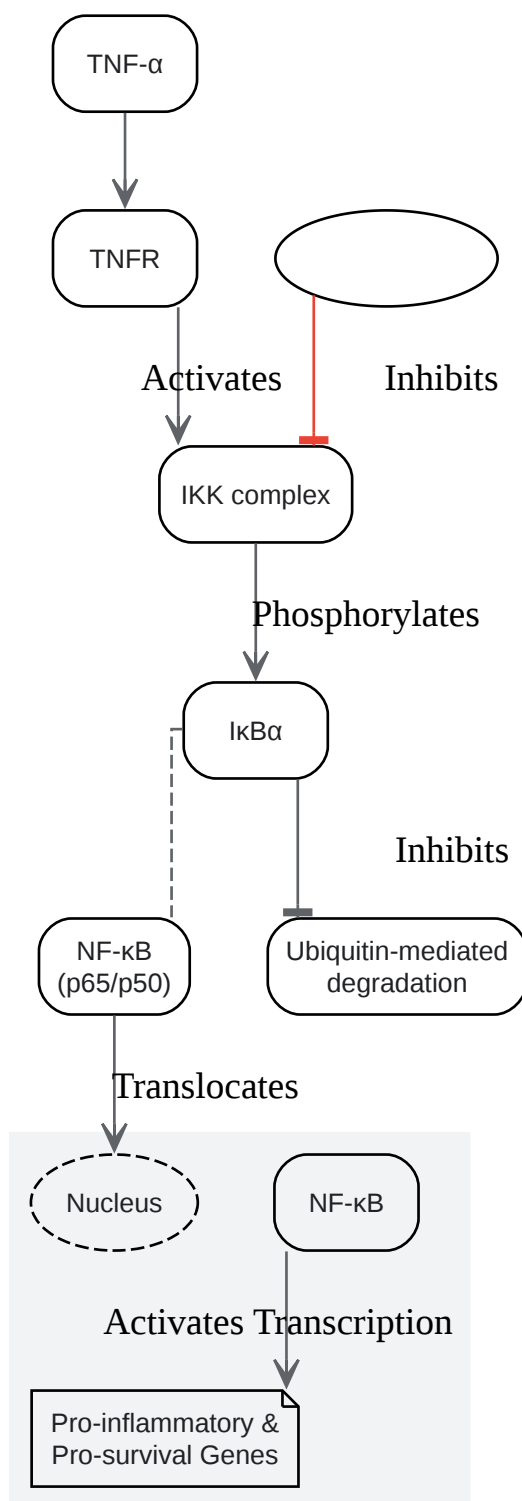 TNF-α
TNFR
Activates
Inhibits
IKK complex
Phosphorylates
IκBα
Inhibits
NF-κB
(p65/p50)
Ubiquitin-mediated
degradation
Translocates
Nucleus
NF-κB
Activates Transcription
Pro-inflammatory &
Pro-survival Genes